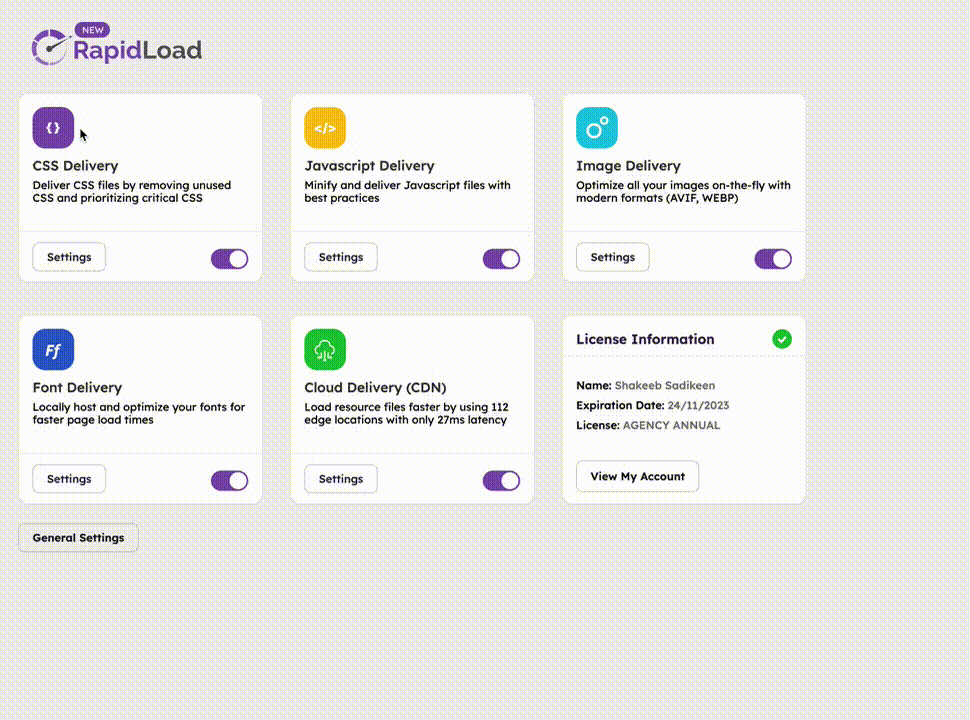 NEW
RapidLoad
{}
CSS Delivery
Deliver CSS files by removing unused
CSS and prioritizing critical CSS
Settings
</>
Javascript Delivery
Minify and deliver Javascript files with
best practices
Settings
Image Delivery
Optimize all your images on-the-fly with
modern formats (AVIF, WEBP)
Settings
Ff
Font Delivery
Locally host and optimize your fonts for
faster page load times
Settings
Cloud Delivery (CDN)
Load resource files faster by using 112
edge locations with only 27ms latency
Settings
License Information
Name: Shakeeb Sadikeen
Expiration Date: 24/11/2023
License: AGENCY ANNUAL
View My Account
General Settings